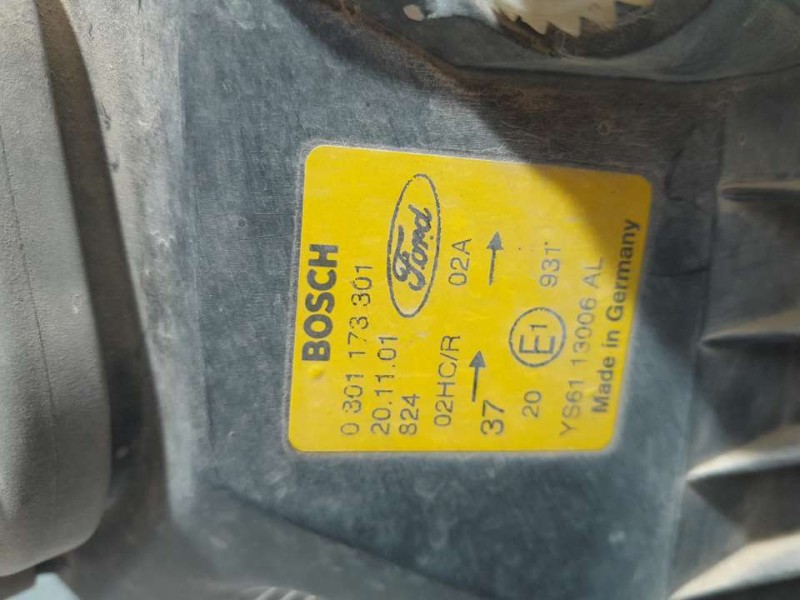 BOSCH
0 301 173 301
20.11.01
824
Ford
02HC/R 02A
37 → →
20 E1 931
YS61 13006 AL
Made in Germany